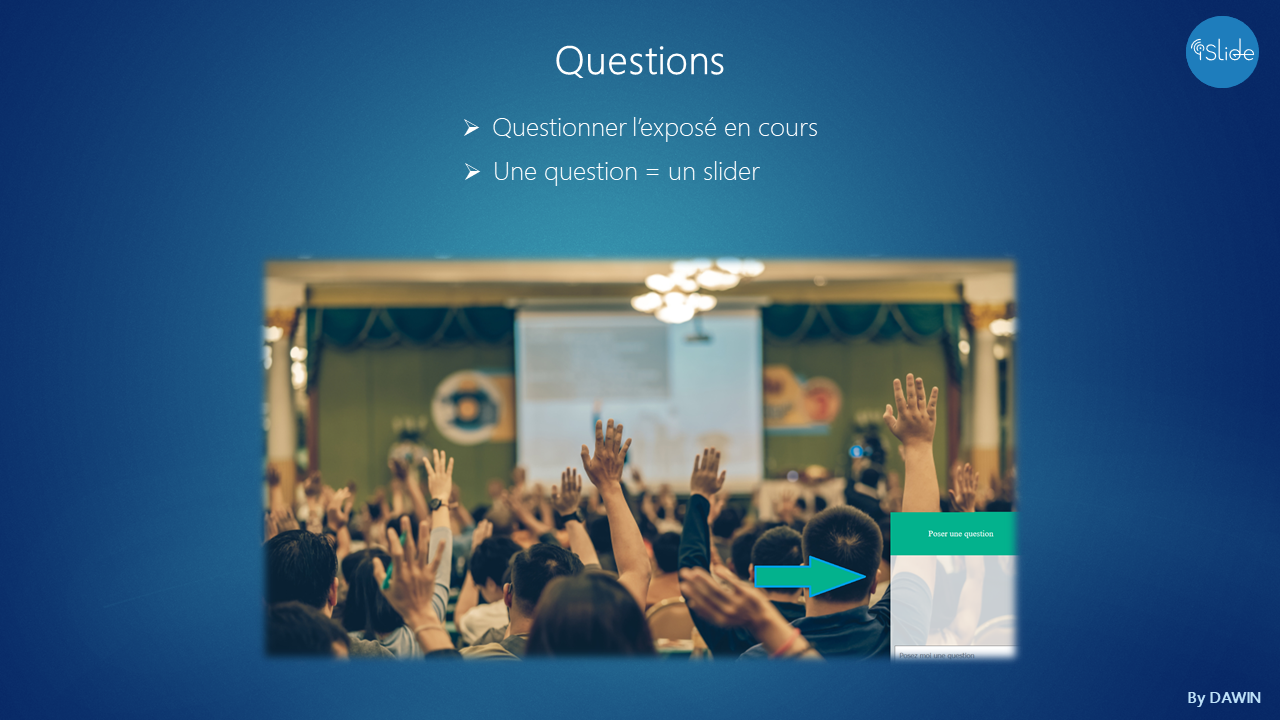 Questions
iSlide
➢ Questionner l’exposé en cours
➢ Une question = un slider
Poser une question
Posez moi une question
By DAWIN